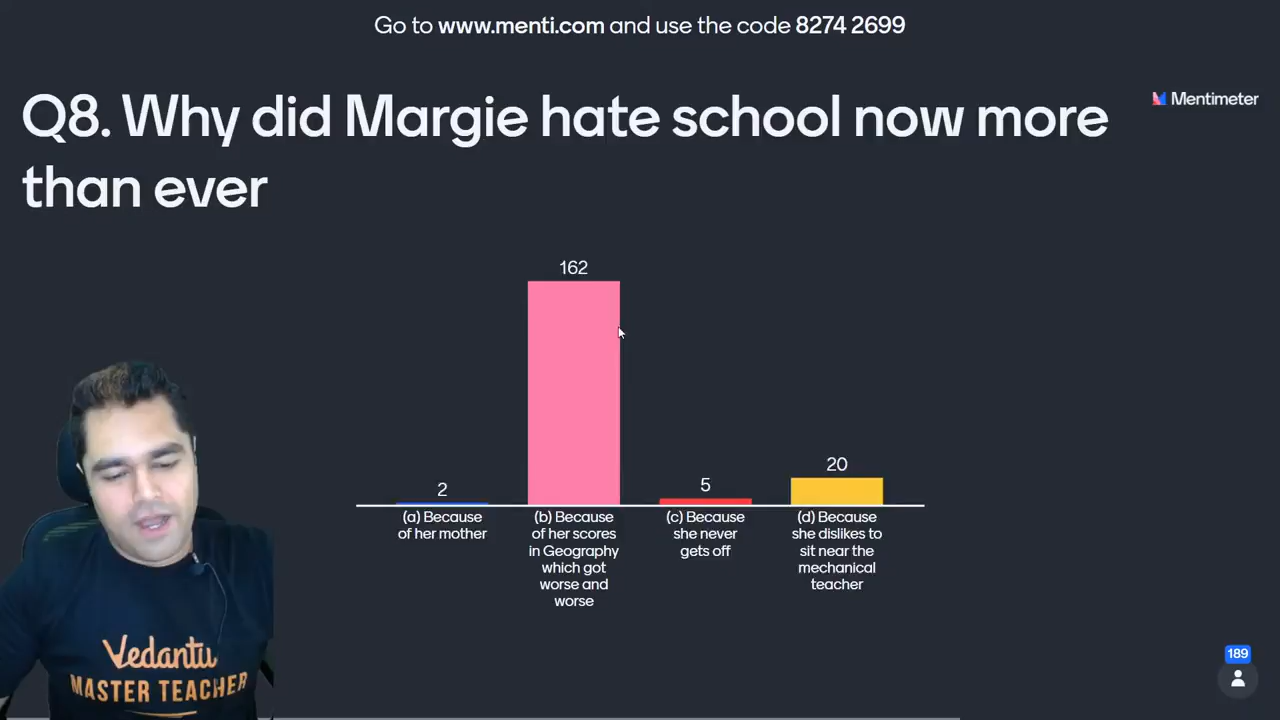 Go to www.menti.com and use the code 8274 2699
Mentimeter
Q8. Why did Margie hate school now more
than ever
162
2
5
20
(a) Because
of her mother
(b) Because
of her scores
in Geography
which got
worse and
worse
(c) Because
she never
gets off
(d) Because
she dislikes to
sit near the
mechanical
teacher
Vedantu
MASTER TEACHER
189